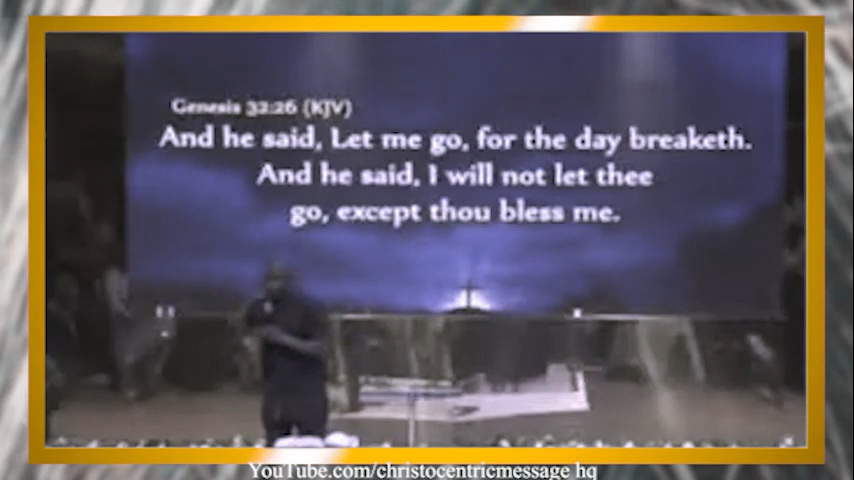 Genesis 32:26 (KJV)
And he said, Let me go, for the day breaketh.
And he said, I will not let thee
go, except thou bless me.
YouTube.com/christocentricmessage hq